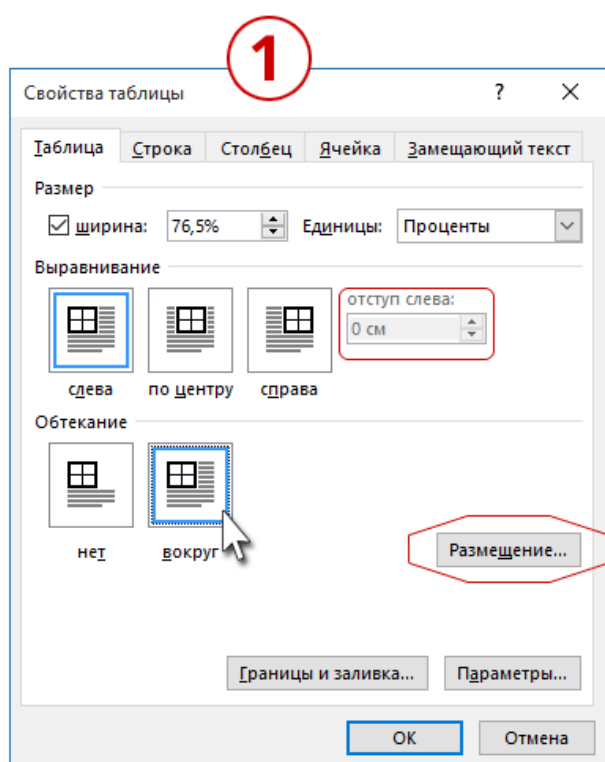 1
Свойства таблицы ?
Таблица Строка Столбец Ячейка Замещающий текст
Размер
ширина: 76,5% Единицы: Проценты
Выравнивание
отступ слева:
0 см
слева по центру справа
Обтекание
нет вокруг
Размещение...
Границы и заливка... Параметры...
ОК Отмена